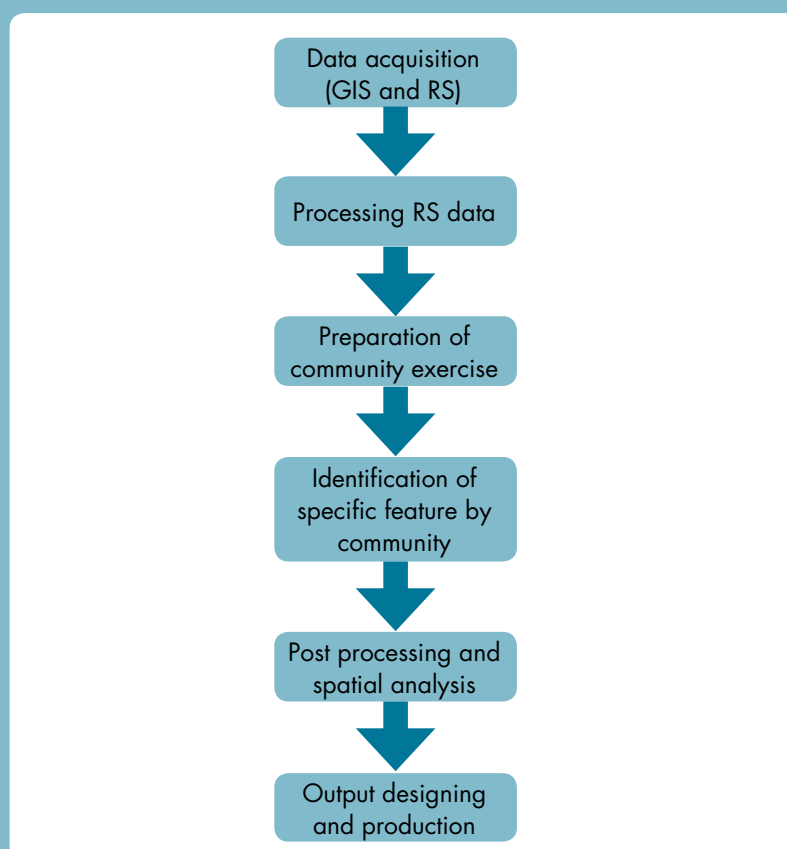 Data acquisition
(GIS and RS)
Processing RS data
Preparation of
community exercise
Identification of
specific feature by
community
Post processing and
spatial analysis
Output designing
and production